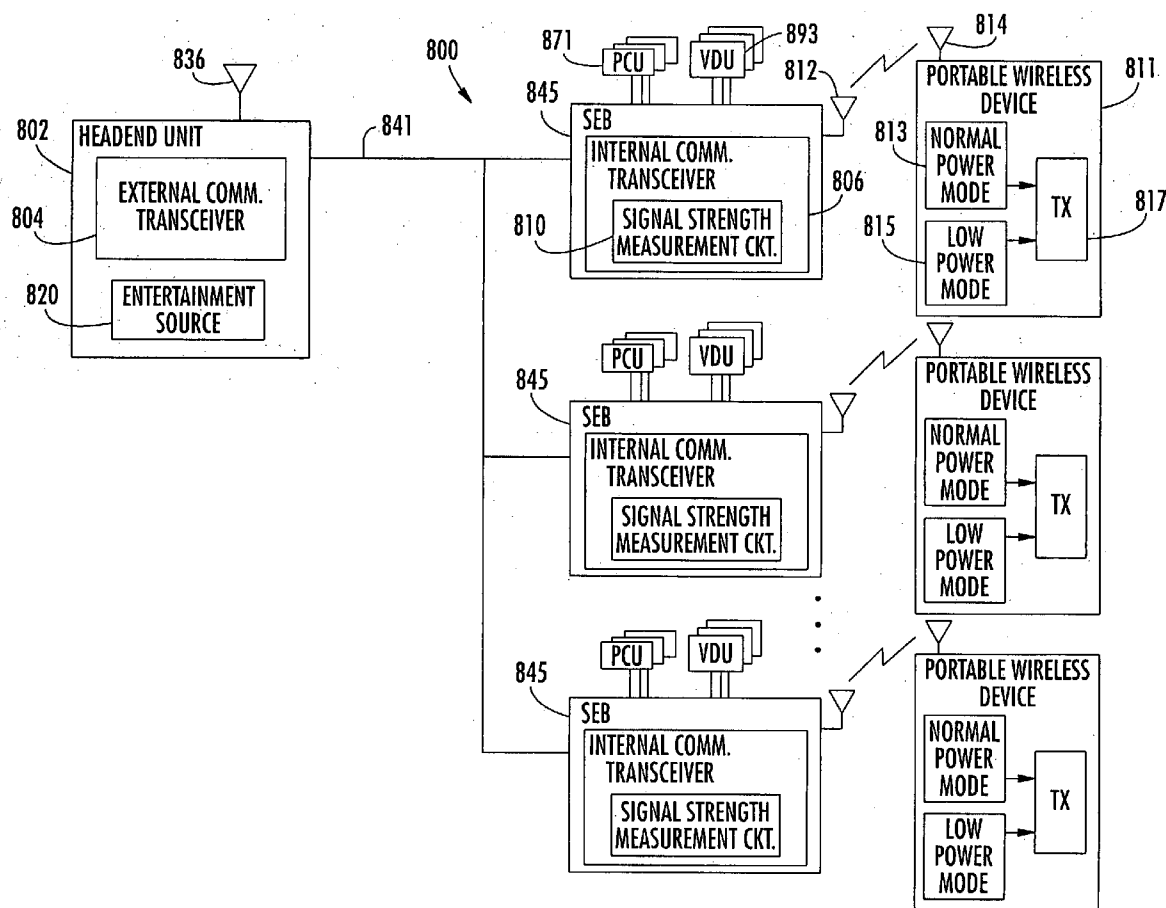 836
802
HEADEND UNIT
EXTERNAL COMM.
TRANSCEIVER
804
820
ENTERTAINMENT
SOURCE
841
800
871
PCU
VDU
893
812
814
845
SEB
INTERNAL COMM.
TRANSCEIVER
806
810
SIGNAL STRENGTH
MEASUREMENT CKT.
PORTABLE WIRELESS
DEVICE
811
813
NORMAL
POWER
MODE
815
LOW
POWER
MODE
TX
817
PCU
VDU
845
SEB
INTERNAL COMM.
TRANSCEIVER
SIGNAL STRENGTH
MEASUREMENT CKT.
PORTABLE WIRELESS
DEVICE
NORMAL
POWER
MODE
LOW
POWER
MODE
TX
PCU
VDU
845
SEB
INTERNAL COMM.
TRANSCEIVER
SIGNAL STRENGTH
MEASUREMENT CKT.
PORTABLE WIRELESS
DEVICE
NORMAL
POWER
MODE
LOW
POWER
MODE
TX